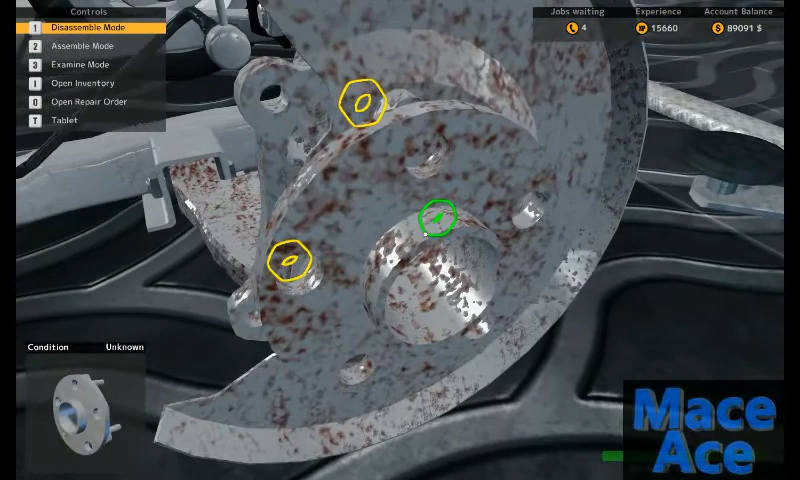 Controls
1 Disassemble Mode
2 Assemble Mode
3 Examine Mode
I Open Inventory
O Open Repair Order
T Tablet
Jobs waiting Experience Account Balance
4 15660 89091 $
Condition Unknown
Mace
Ace